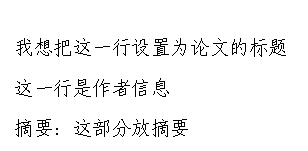 我想把这一行设置为论文的标题
这一行是作者信息
摘要：这部分放摘要